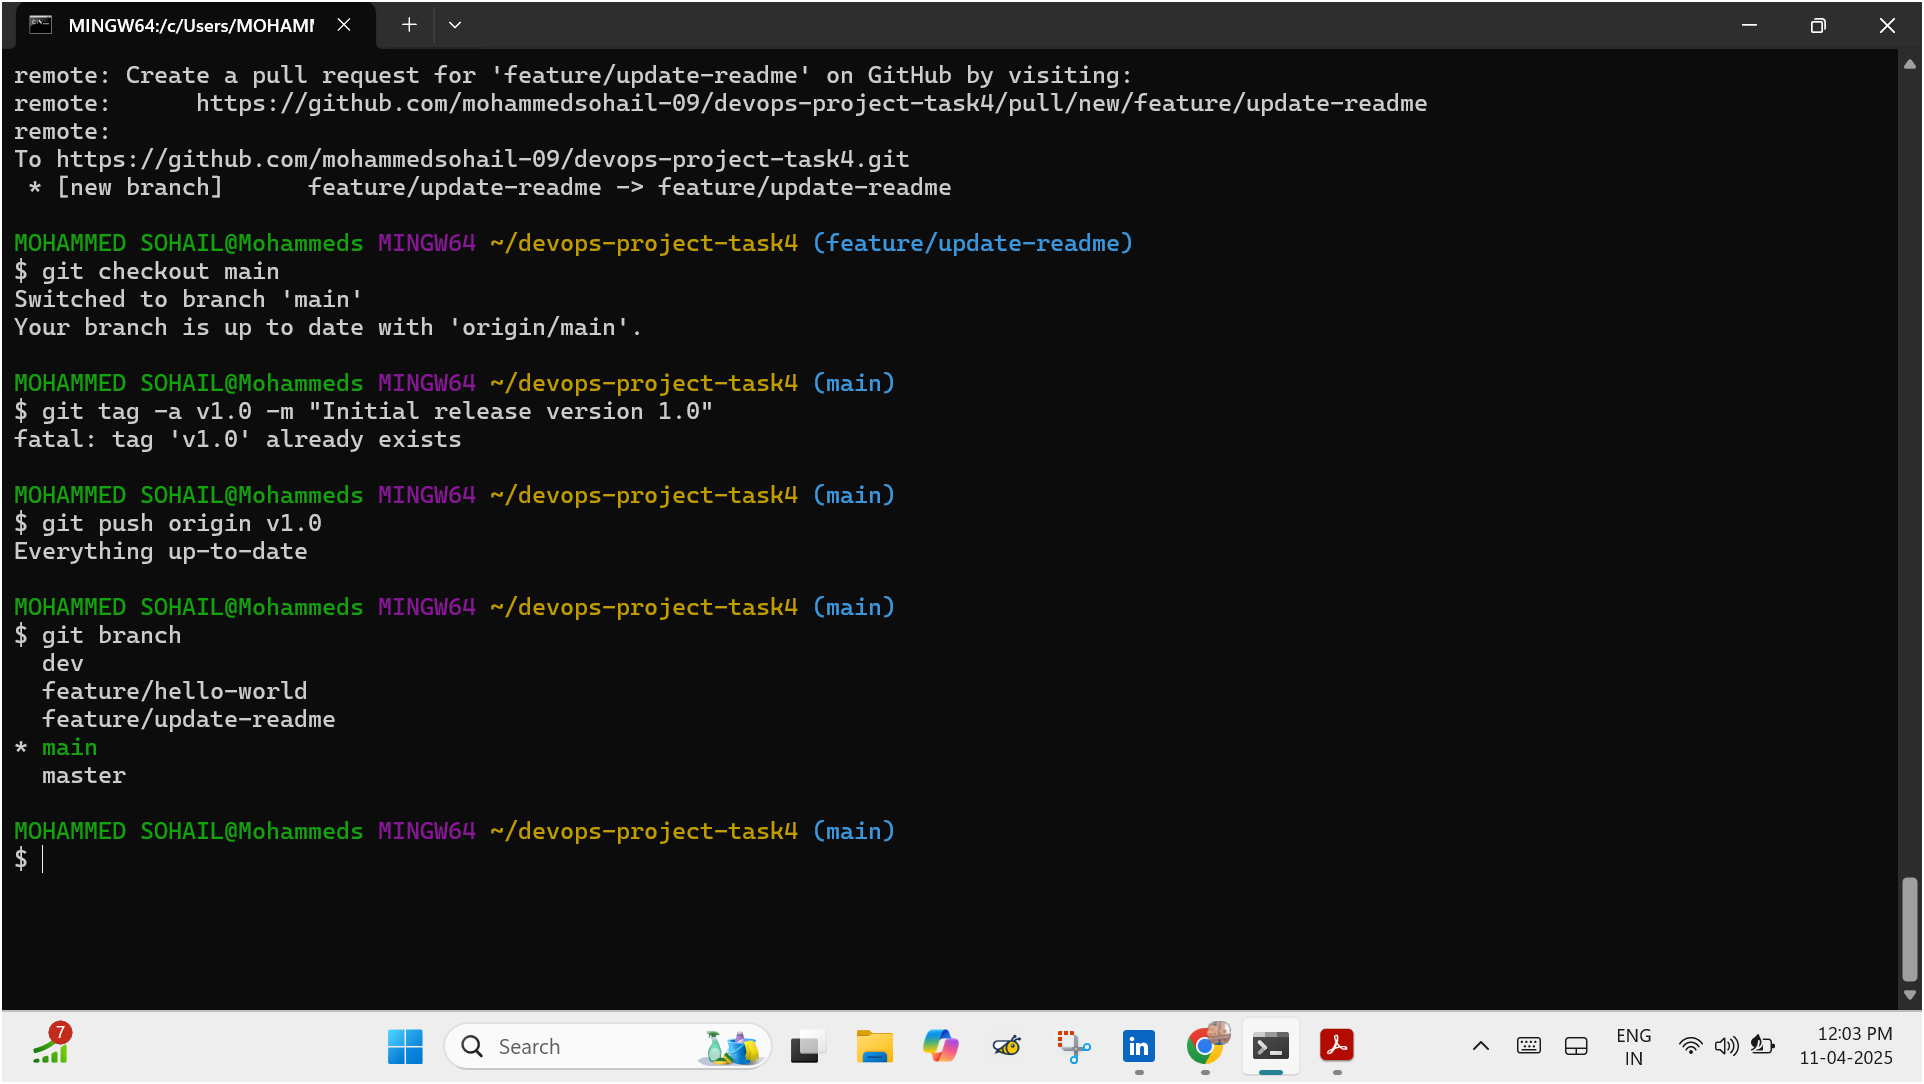 MINGW64:/c/Users/MOHAMM
remote: Create a pull request for 'feature/update-readme' on GitHub by visiting:
remote:      https://github.com/mohammedsohail-09/devops-project-task4/pull/new/feature/update-readme
remote:
To https://github.com/mohammedsohail-09/devops-project-task4.git
 * [new branch]      feature/update-readme -> feature/update-readme
MOHAMMED SOHAIL@Mohammeds MINGW64 ~/devops-project-task4 (feature/update-readme)
$ git checkout main
Switched to branch 'main'
Your branch is up to date with 'origin/main'.
MOHAMMED SOHAIL@Mohammeds MINGW64 ~/devops-project-task4 (main)
$ git tag -a v1.0 -m "Initial release version 1.0"
fatal: tag 'v1.0' already exists
MOHAMMED SOHAIL@Mohammeds MINGW64 ~/devops-project-task4 (main)
$ git push origin v1.0
Everything up-to-date
MOHAMMED SOHAIL@Mohammeds MINGW64 ~/devops-project-task4 (main)
$ git branch
  dev
  feature/hello-world
  feature/update-readme
* main
  master
MOHAMMED SOHAIL@Mohammeds MINGW64 ~/devops-project-task4 (main)
$
7
Search
in
ENG
IN
12:03 PM
11-04-2025